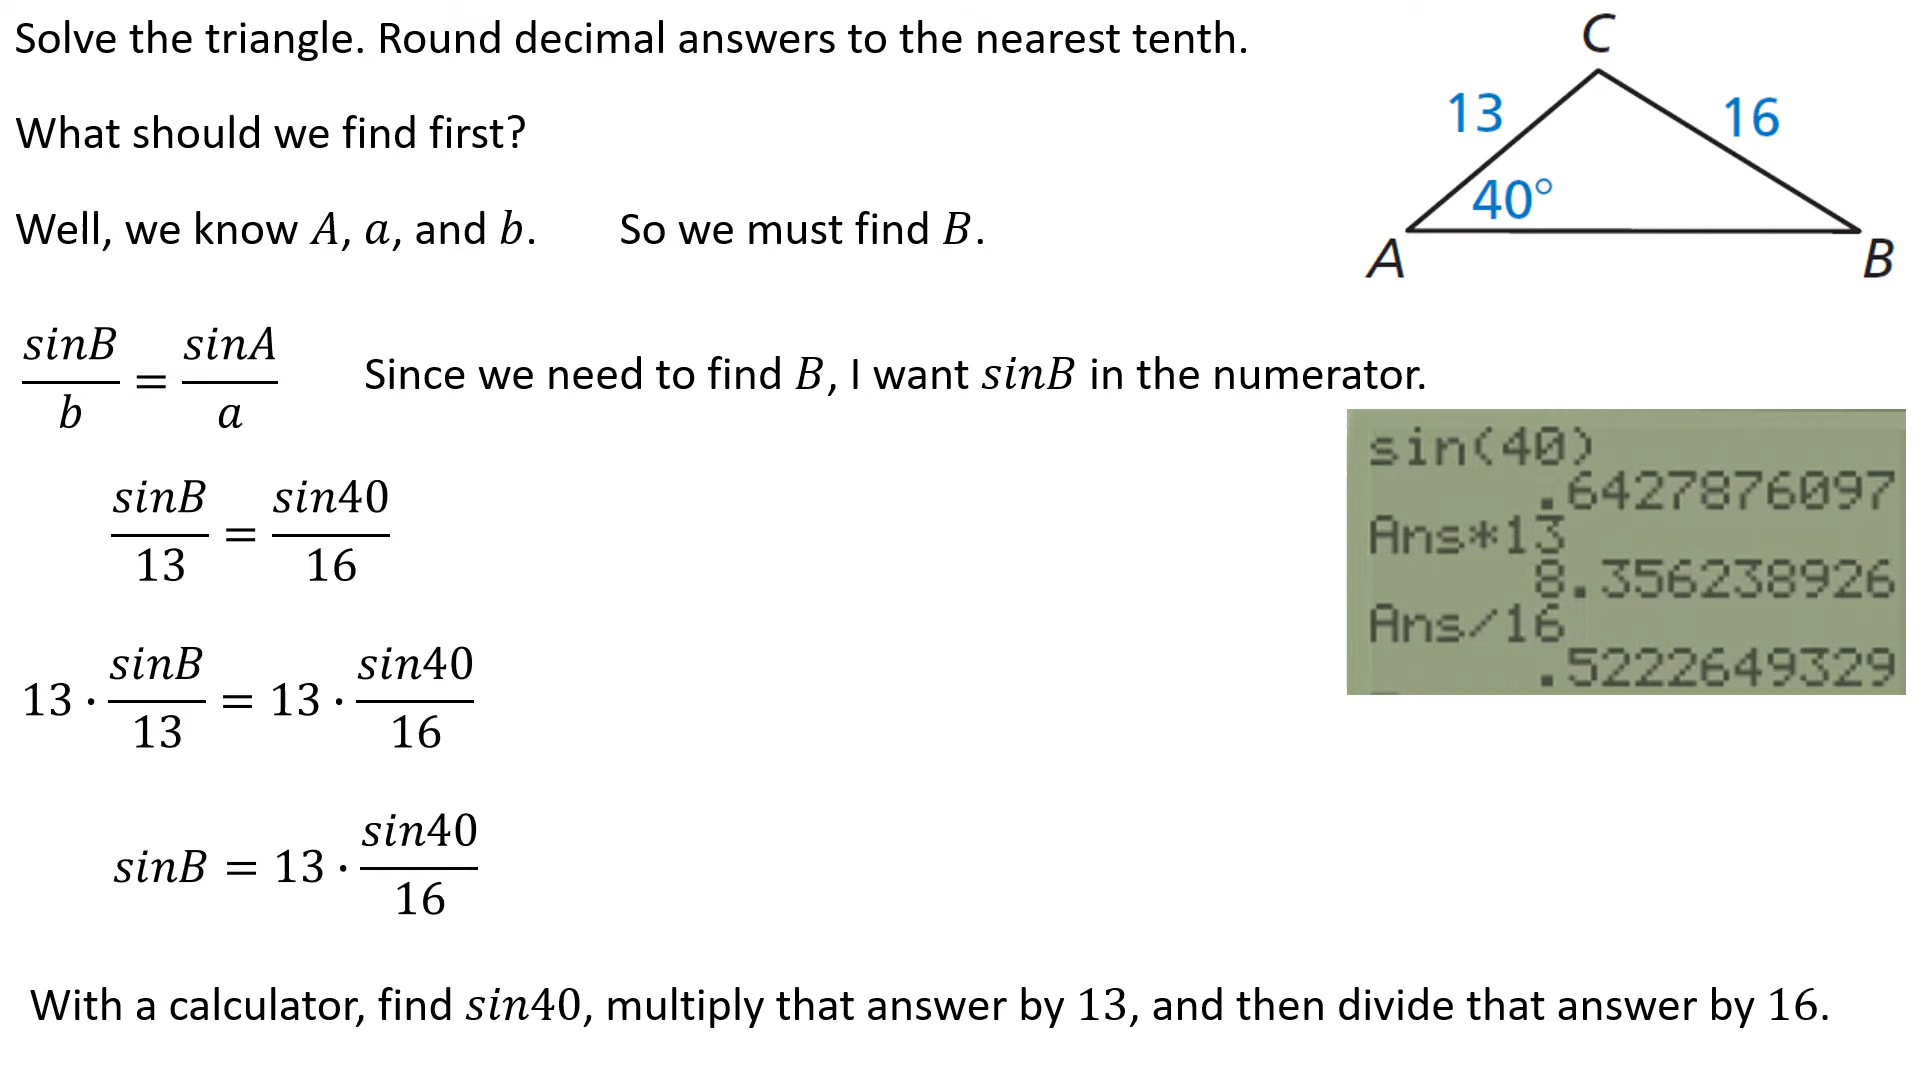 Solve the triangle. Round decimal answers to the nearest tenth.
C
13
16
40°
A
B
What should we find first?
Well, we know A, a, and b. So we must find B.
sinB/b = sinA/a Since we need to find B, I want sinB in the numerator.
sinB/13 = sin40/16
13 · sinB/13 = 13 · sin40/16
sinB = 13 · sin40/16
sin(40)
.6427876097
Ans*13
8.356238926
Ans/16
.5222649329
With a calculator, find sin40, multiply that answer by 13, and then divide that answer by 16.